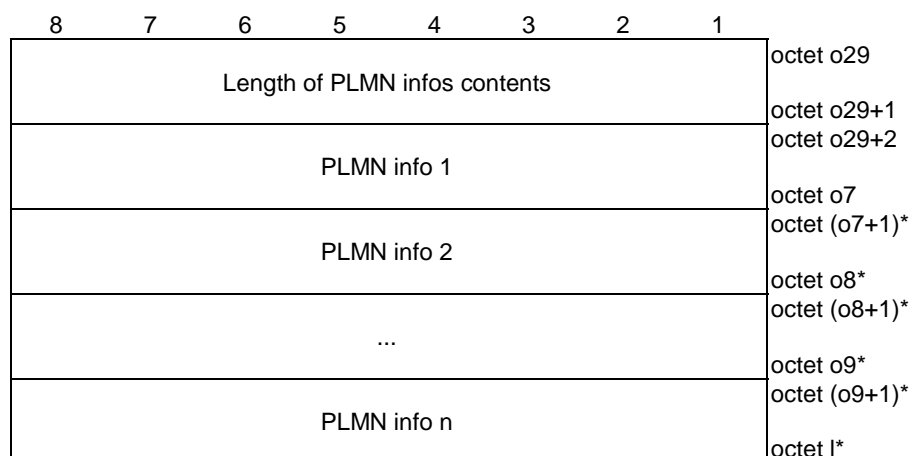 8 7 6 5 4 3 2 1
octet o29
Length of PLMN infos contents
octet o29+1
octet o29+2
PLMN info 1
octet o7
octet (o7+1)*
PLMN info 2
octet o8*
octet (o8+1)*
...
octet o9*
octet (o9+1)*
PLMN info n
octet l*